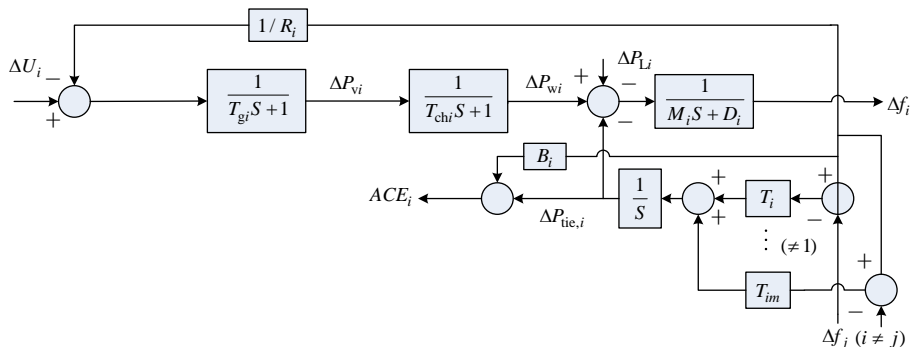 1 / R_i
ΔU_i
−
+
1 / (T_gi S + 1)
ΔP_vi
1 / (T_chi S + 1)
ΔP_wi
ΔP_Li
+
−
−
1 / (M_i S + D_i)
Δf_i
B_i
ACE_i
ΔP_tie,i
1 / S
+
+
T_i
+
−
⋮ (≠1)
T_im
+
−
Δf_j (i ≠ j)